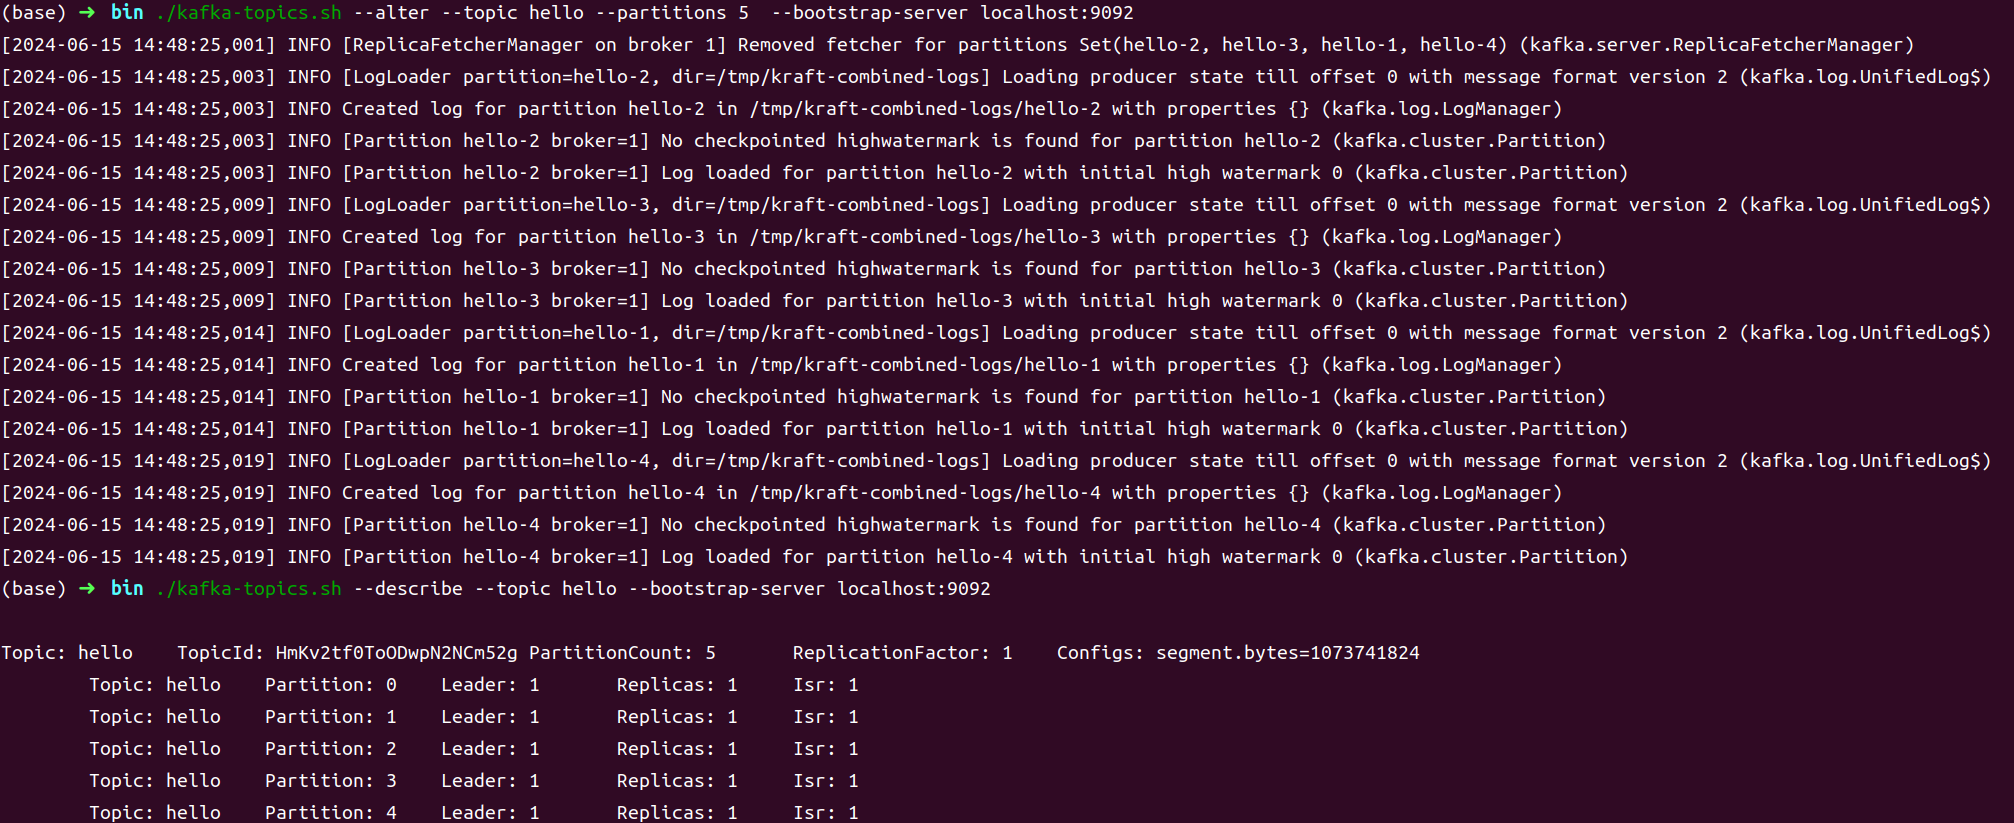 (base) ➜ bin ./kafka-topics.sh --alter --topic hello --partitions 5  --bootstrap-server localhost:9092
[2024-06-15 14:48:25,001] INFO [ReplicaFetcherManager on broker 1] Removed fetcher for partitions Set(hello-2, hello-3, hello-1, hello-4) (kafka.server.ReplicaFetcherManager)
[2024-06-15 14:48:25,003] INFO [LogLoader partition=hello-2, dir=/tmp/kraft-combined-logs] Loading producer state till offset 0 with message format version 2 (kafka.log.UnifiedLog$)
[2024-06-15 14:48:25,003] INFO Created log for partition hello-2 in /tmp/kraft-combined-logs/hello-2 with properties {} (kafka.log.LogManager)
[2024-06-15 14:48:25,003] INFO [Partition hello-2 broker=1] No checkpointed highwatermark is found for partition hello-2 (kafka.cluster.Partition)
[2024-06-15 14:48:25,003] INFO [Partition hello-2 broker=1] Log loaded for partition hello-2 with initial high watermark 0 (kafka.cluster.Partition)
[2024-06-15 14:48:25,009] INFO [LogLoader partition=hello-3, dir=/tmp/kraft-combined-logs] Loading producer state till offset 0 with message format version 2 (kafka.log.UnifiedLog$)
[2024-06-15 14:48:25,009] INFO Created log for partition hello-3 in /tmp/kraft-combined-logs/hello-3 with properties {} (kafka.log.LogManager)
[2024-06-15 14:48:25,009] INFO [Partition hello-3 broker=1] No checkpointed highwatermark is found for partition hello-3 (kafka.cluster.Partition)
[2024-06-15 14:48:25,009] INFO [Partition hello-3 broker=1] Log loaded for partition hello-3 with initial high watermark 0 (kafka.cluster.Partition)
[2024-06-15 14:48:25,014] INFO [LogLoader partition=hello-1, dir=/tmp/kraft-combined-logs] Loading producer state till offset 0 with message format version 2 (kafka.log.UnifiedLog$)
[2024-06-15 14:48:25,014] INFO Created log for partition hello-1 in /tmp/kraft-combined-logs/hello-1 with properties {} (kafka.log.LogManager)
[2024-06-15 14:48:25,014] INFO [Partition hello-1 broker=1] No checkpointed highwatermark is found for partition hello-1 (kafka.cluster.Partition)
[2024-06-15 14:48:25,014] INFO [Partition hello-1 broker=1] Log loaded for partition hello-1 with initial high watermark 0 (kafka.cluster.Partition)
[2024-06-15 14:48:25,019] INFO [LogLoader partition=hello-4, dir=/tmp/kraft-combined-logs] Loading producer state till offset 0 with message format version 2 (kafka.log.UnifiedLog$)
[2024-06-15 14:48:25,019] INFO Created log for partition hello-4 in /tmp/kraft-combined-logs/hello-4 with properties {} (kafka.log.LogManager)
[2024-06-15 14:48:25,019] INFO [Partition hello-4 broker=1] No checkpointed highwatermark is found for partition hello-4 (kafka.cluster.Partition)
[2024-06-15 14:48:25,019] INFO [Partition hello-4 broker=1] Log loaded for partition hello-4 with initial high watermark 0 (kafka.cluster.Partition)
(base) ➜ bin ./kafka-topics.sh --describe --topic hello --bootstrap-server localhost:9092
Topic: hello    TopicId: HmKv2tf0ToODwpN2NCm52g PartitionCount: 5       ReplicationFactor: 1    Configs: segment.bytes=1073741824
        Topic: hello    Partition: 0    Leader: 1       Replicas: 1     Isr: 1
        Topic: hello    Partition: 1    Leader: 1       Replicas: 1     Isr: 1
        Topic: hello    Partition: 2    Leader: 1       Replicas: 1     Isr: 1
        Topic: hello    Partition: 3    Leader: 1       Replicas: 1     Isr: 1
        Topic: hello    Partition: 4    Leader: 1       Replicas: 1     Isr: 1